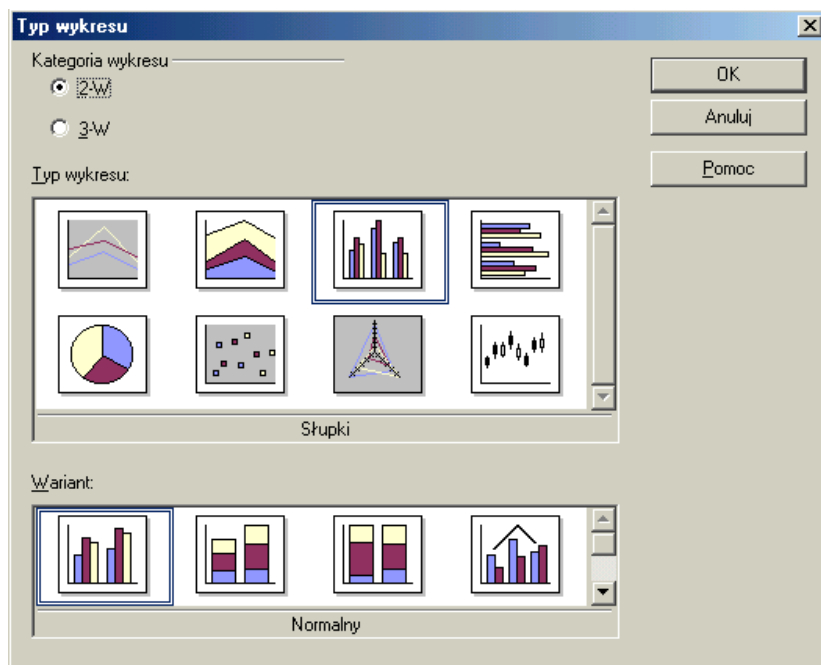 Typ wykresu
Kategoria wykresu
2-W
3-W
OK
Anuluj
Pomoc
Typ wykresu:
Słupki
Wariant:
Normalny